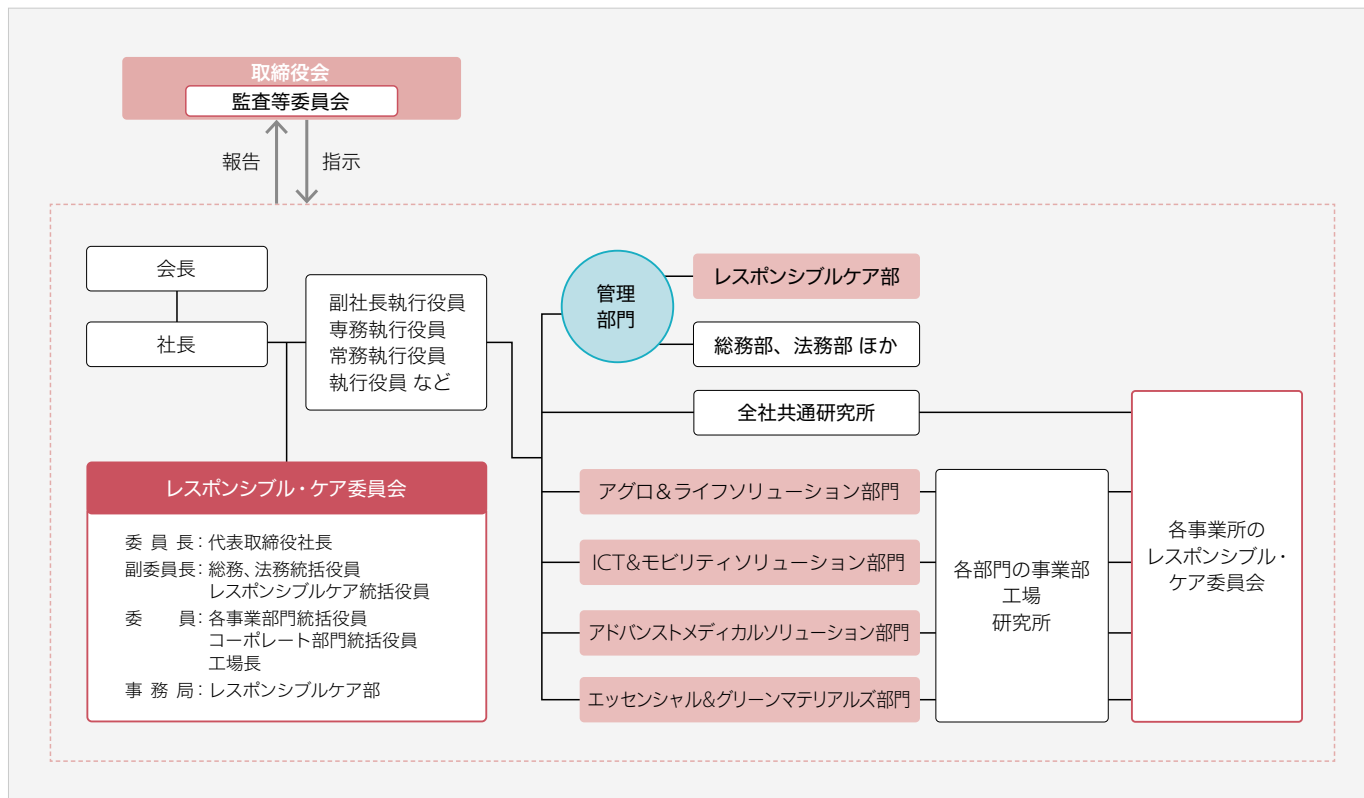 取締役会
監査等委員会
報告
指示
会長
社長
副社長執行役員
専務執行役員
常務執行役員
執行役員 など
管理
部門
レスポンシブルケア部
総務部、法務部 ほか
全社共通研究所
レスポンシブル・ケア委員会
委員長：代表取締役社長
副委員長：総務、法務統括役員
レスポンシブルケア統括役員
委　員：各事業部門統括役員
コーポレート部門統括役員
工場長
事務局：レスポンシブルケア部
アグロ＆ライフソリューション部門
ICT＆モビリティソリューション部門
アドバンストメディカルソリューション部門
エッセンシャル＆グリーンマテリアルズ部門
各部門の事業部
工場
研究所
各事業所の
レスポンシブル・
ケア委員会